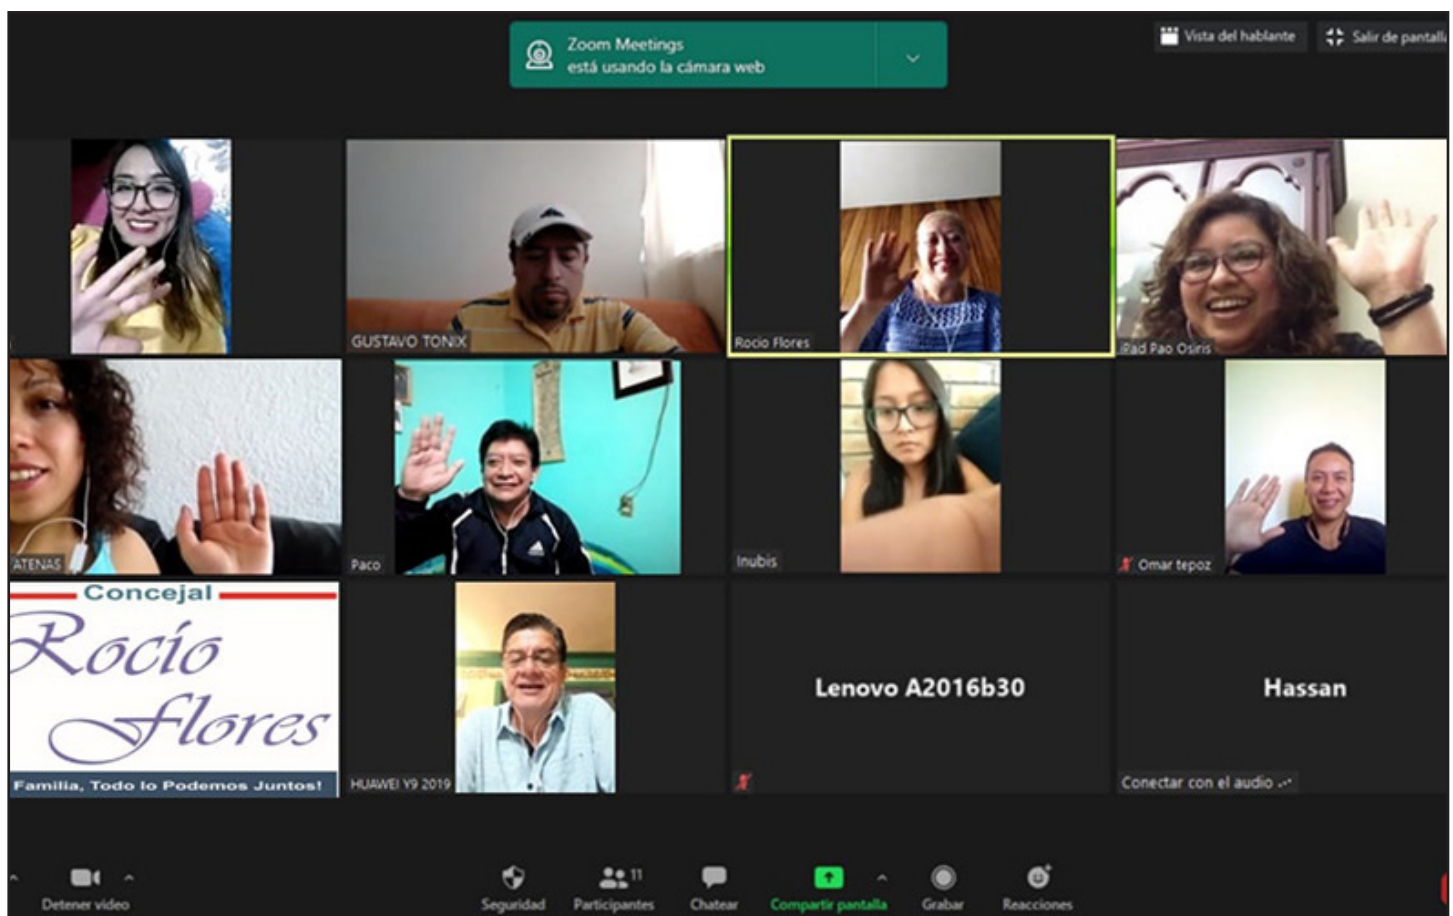 Zoom Meetings
está usando la cámara web
Vista del hablante
Salir de pantall
GUSTAVO TONIX
Rocio Flores
iPad Pao Osiris
ATENAS
Paco
Inubis
Omar tepoz
Concejal
Rocío
Flores
Familia, Todo lo Podemos Juntos!
HUAWEI Y9 2019
Lenovo A2016b30
Hassan
Conectar con el audio
Detener video
Seguridad
Participantes
11
Chatear
Compartir pantalla
Grabar
Reacciones